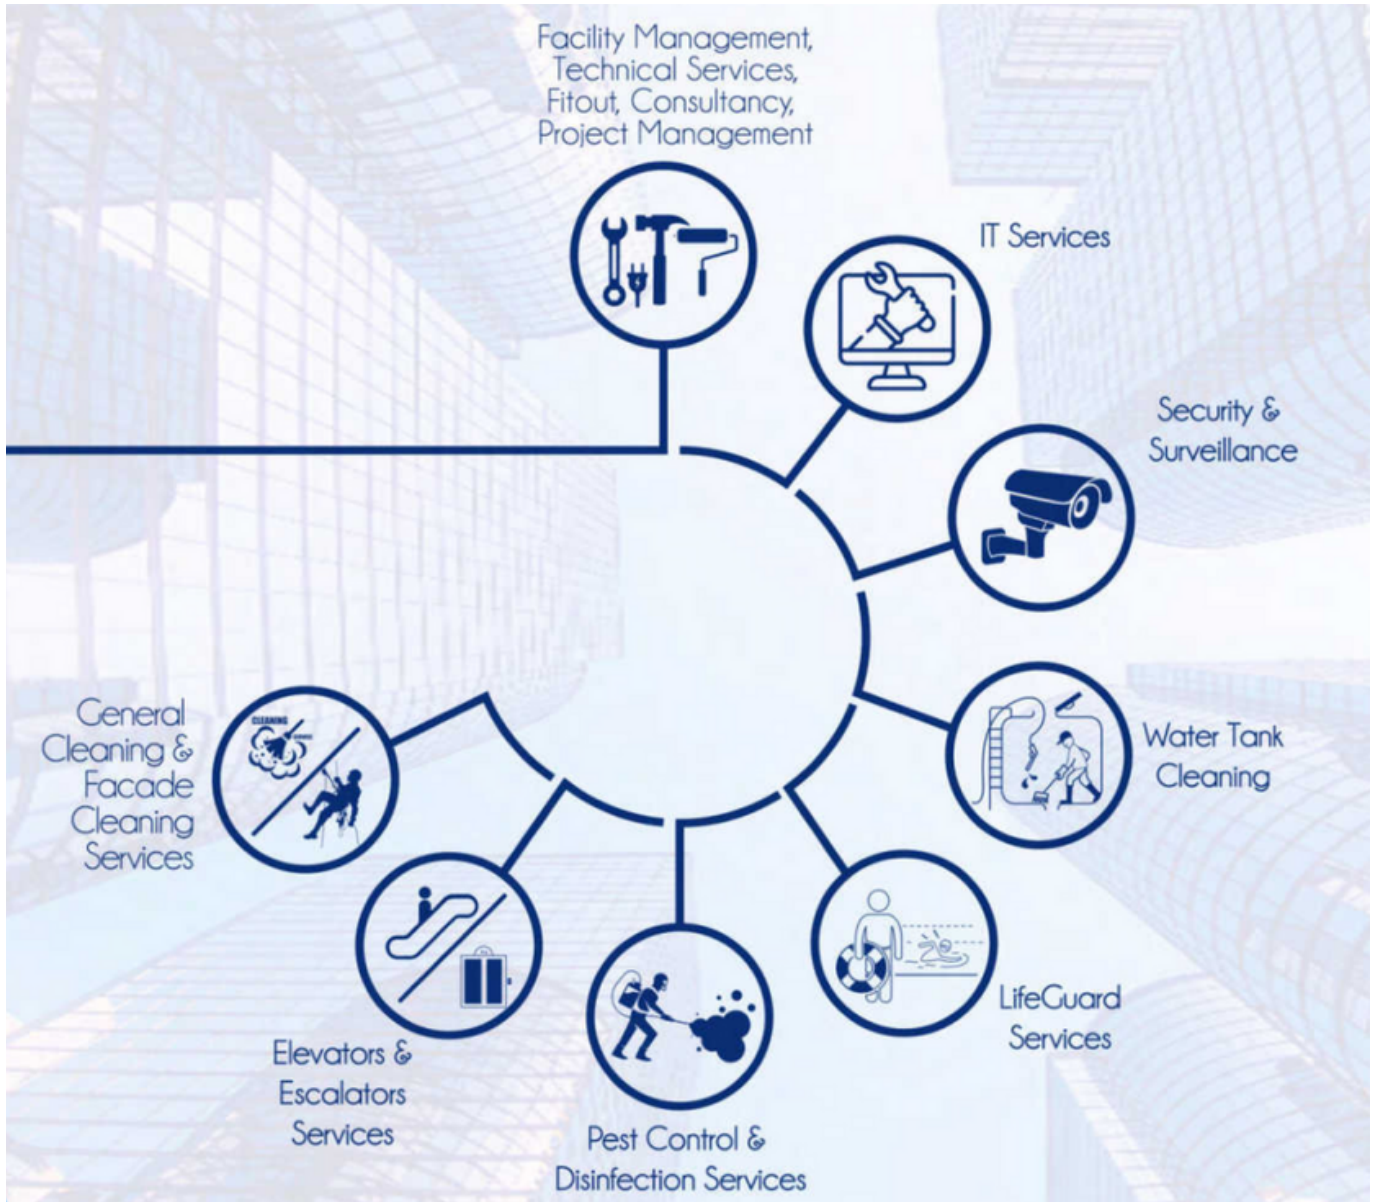 Facility Management,
Technical Services,
Fitout, Consultancy,
Project Management
IT Services
Security &
Surveillance
Water Tank
Cleaning
LifeGuard
Services
Pest Control &
Disinfection Services
Elevators &
Escalators
Services
General
Cleaning &
Facade
Cleaning
Services
CLEANING